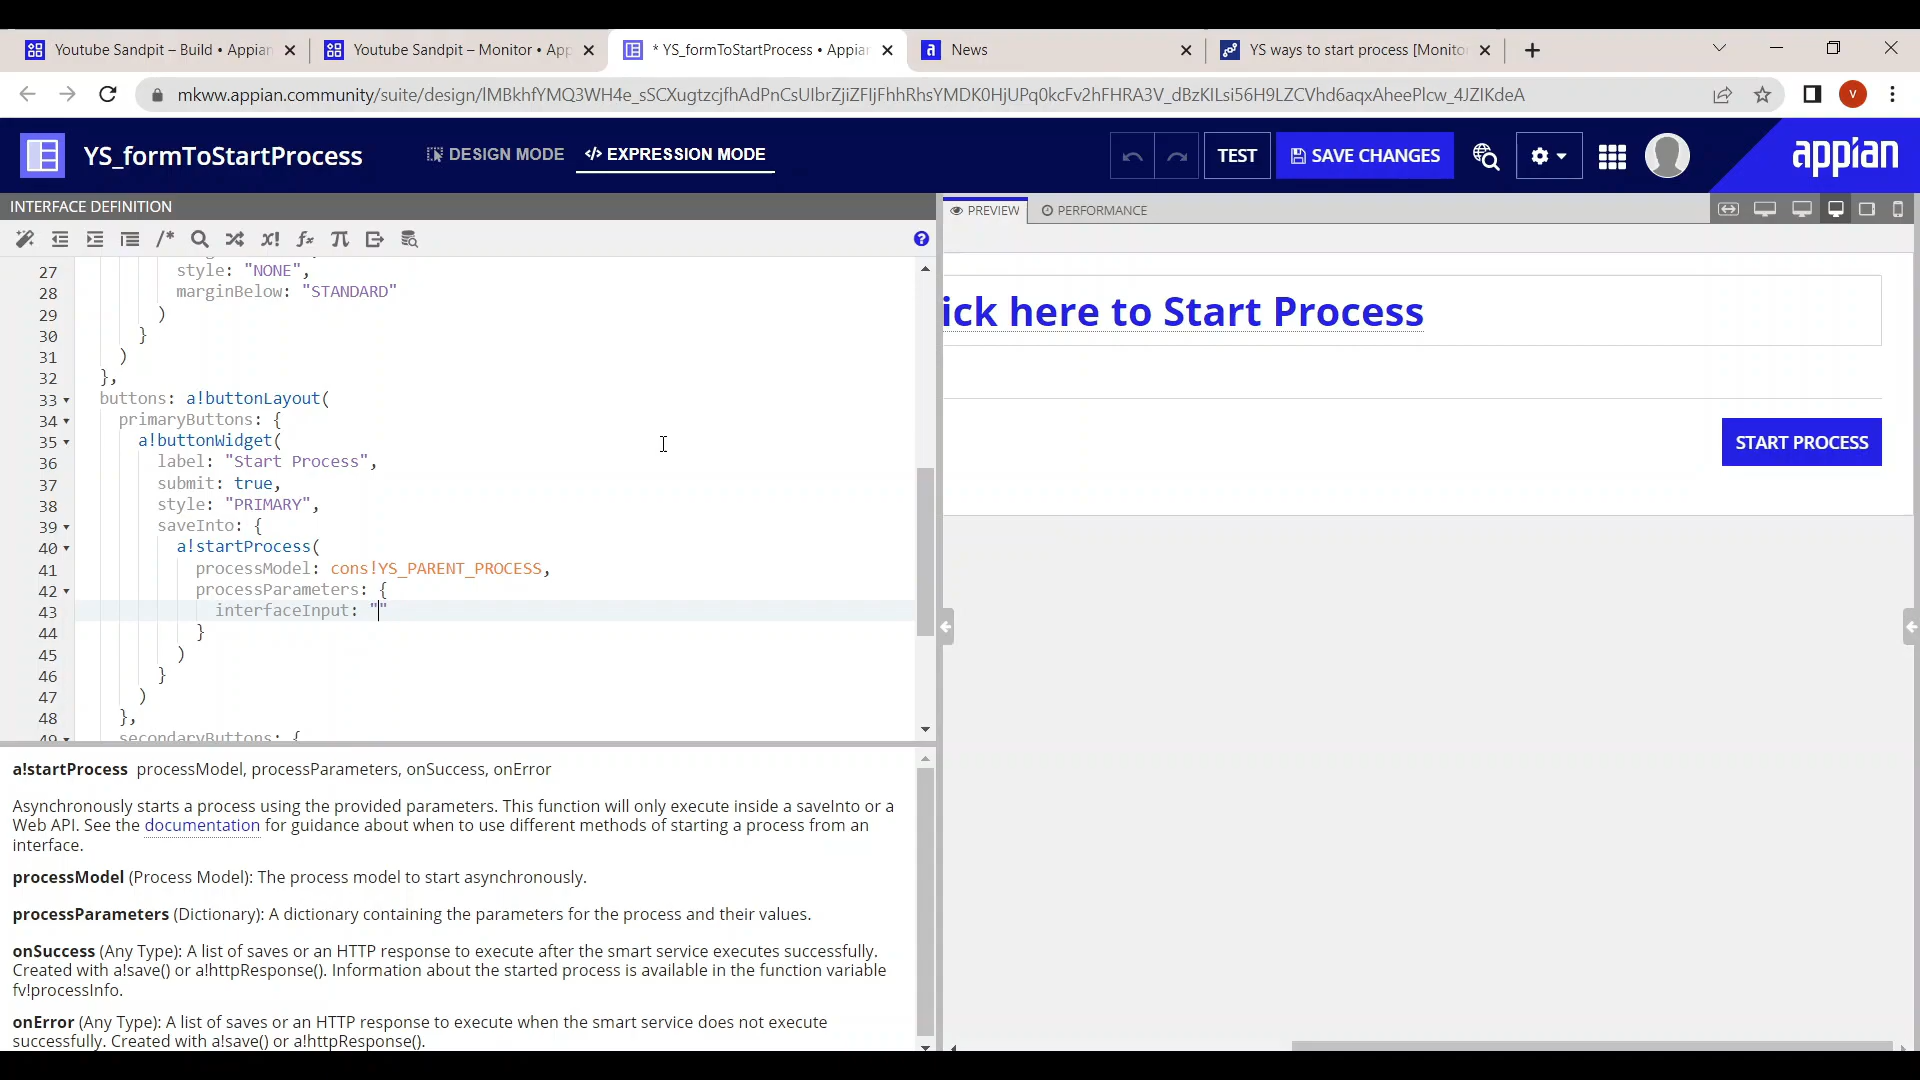 Youtube Sandpit – Build • Appian
Youtube Sandpit – Monitor • App
* YS_formToStartProcess • Appian
News
YS ways to start process [Monitor
mkww.appian.community/suite/design/
V
YS_formToStartProcess
DESIGN MODE
</> EXPRESSION MODE
TEST
SAVE CHANGES
appian
INTERFACE DEFINITION
PREVIEW
PERFORMANCE
27 style: "NONE",
28 marginBelow: "STANDARD"
29 )
30 }
31 )
32 },
33 buttons: a!buttonLayout(
34 primaryButtons: {
35 a!buttonWidget(
36 label: "Start Process",
37 submit: true,
38 style: "PRIMARY",
39 saveInto: {
40 a!startProcess(
41 processModel: cons!YS_PARENT_PROCESS,
42 processParameters: {
43 interfaceInput: ""
44 }
45 )
46 }
47 )
48 },
49 secondaryButtons: {
ick here to Start Process
START PROCESS
a!startProcess processModel, processParameters, onSuccess, onError
Asynchronously starts a process using the provided parameters. This function will only execute inside a saveInto or a
Web API. See the documentation for guidance about when to use different methods of starting a process from an
interface.
processModel (Process Model): The process model to start asynchronously.
processParameters (Dictionary): A dictionary containing the parameters for the process and their values.
onSuccess (Any Type): A list of saves or an HTTP response to execute after the smart service executes successfully.
Created with a!save() or a!httpResponse(). Information about the started process is available in the function variable
fv!processInfo.
onError (Any Type): A list of saves or an HTTP response to execute when the smart service does not execute
successfully. Created with a!save() or a!httpResponse().